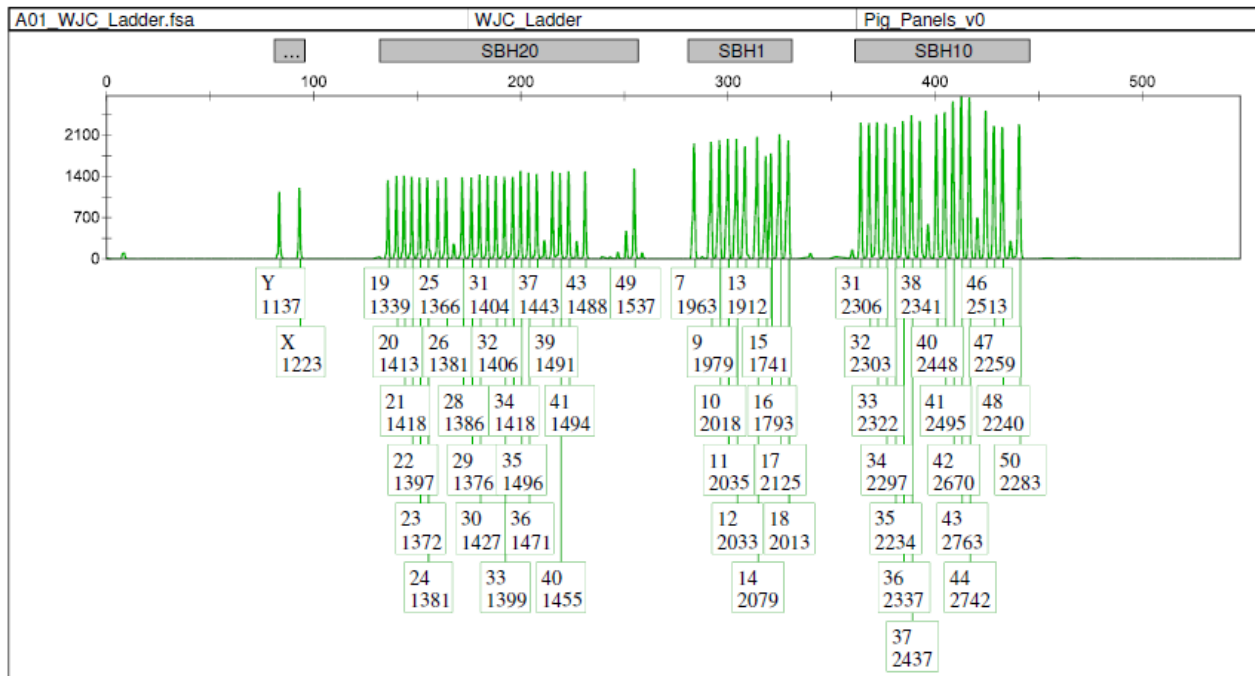 A01_WJC_Ladder.fsa WJC_Ladder Pig_Panels_v0
... SBH20 SBH1 SBH10
0 100 200 300 400 500
2100
1400
700
0
Y 19 25 31 37 43 49 7 13 31 38 46
1137 1339 1366 1404 1443 1488 1537 1963 1912 2306 2341 2513
X 20 26 32 39 9 15 32 40 47
1223 1413 1381 1406 1491 1979 1741 2303 2448 2259
21 28 34 41 10 16 33 41 48
1418 1386 1418 1494 2018 1793 2322 2495 2240
22 29 35 11 17 34 42 50
1397 1376 1496 2035 2125 2297 2670 2283
23 30 36 12 18 35 43
1372 1427 1471 2033 2013 2234 2763
24 33 40 14 36 44
1381 1399 1455 2079 2337 2742
37
2437